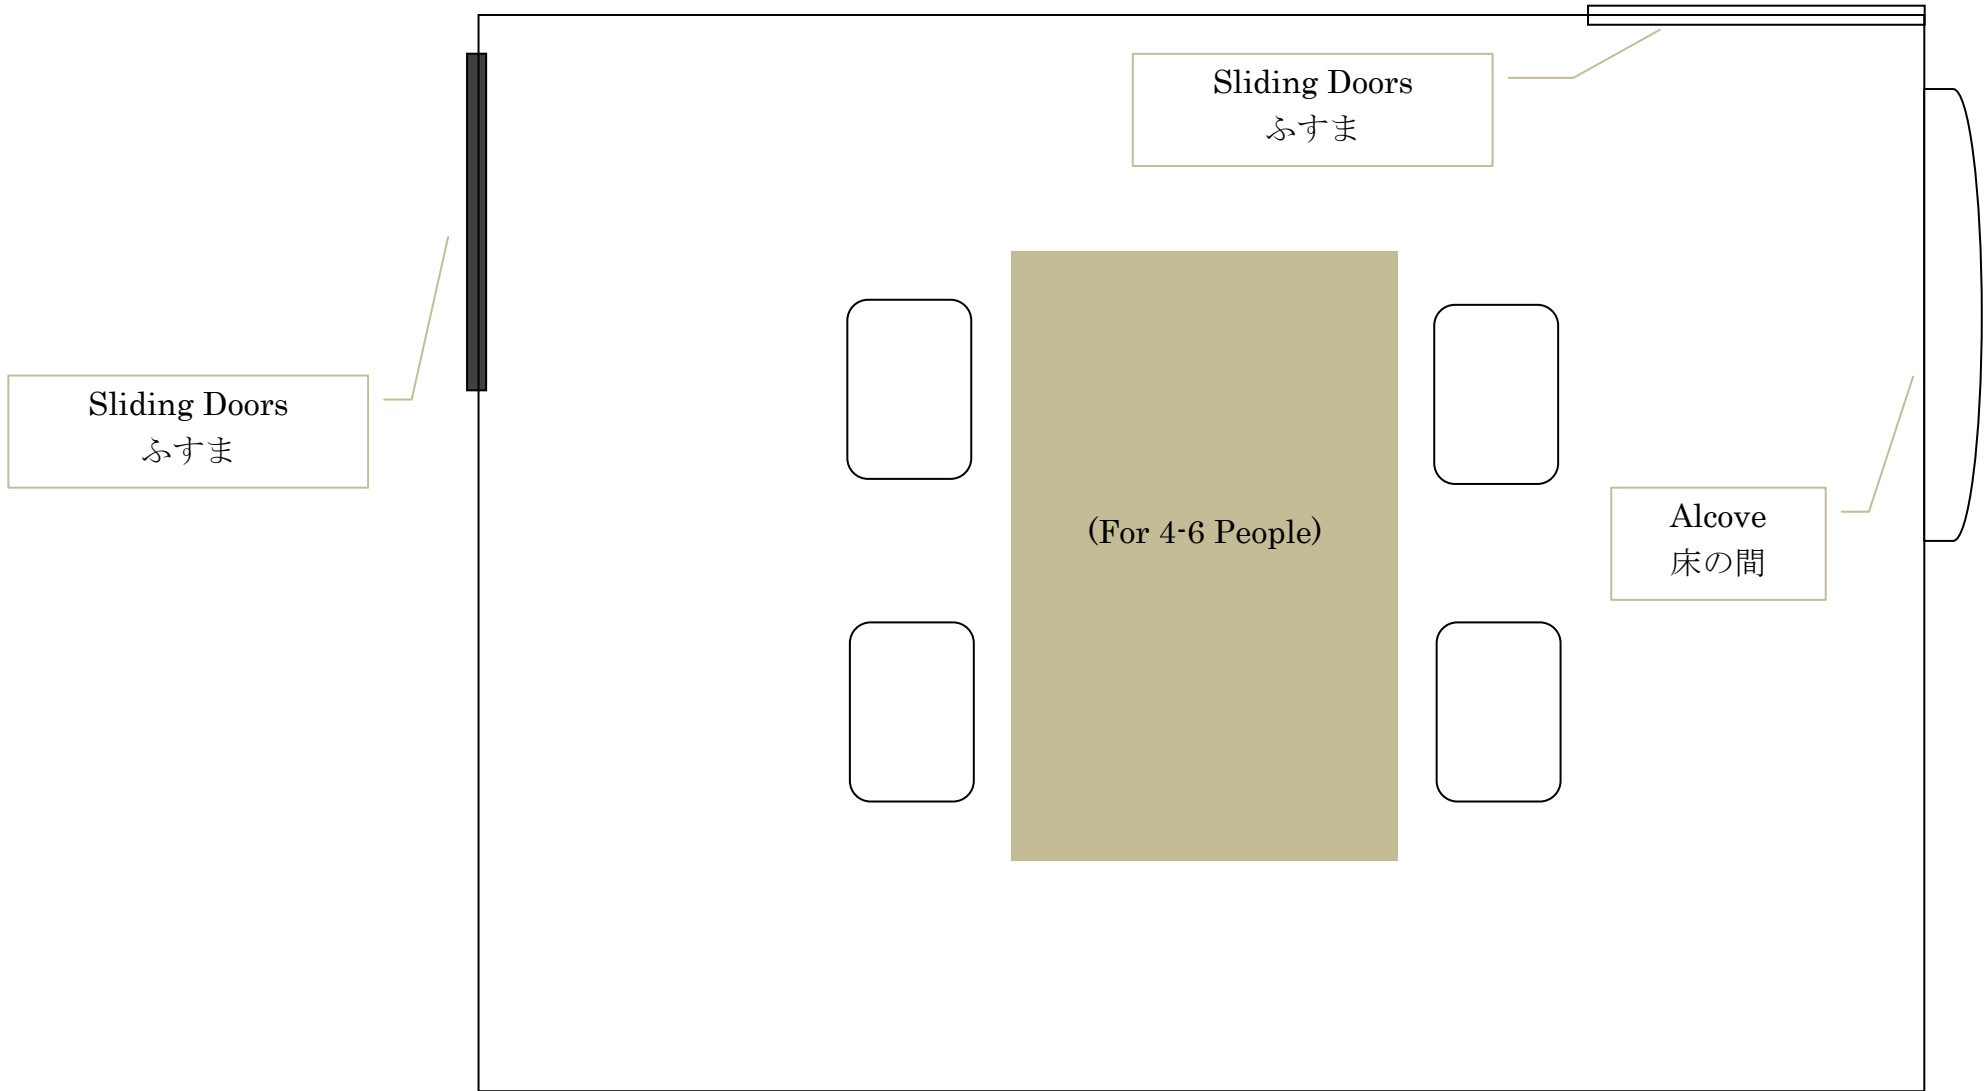 Sliding Doors
ふすま
Sliding Doors
ふすま
(For 4-6 People)
Alcove
床の間